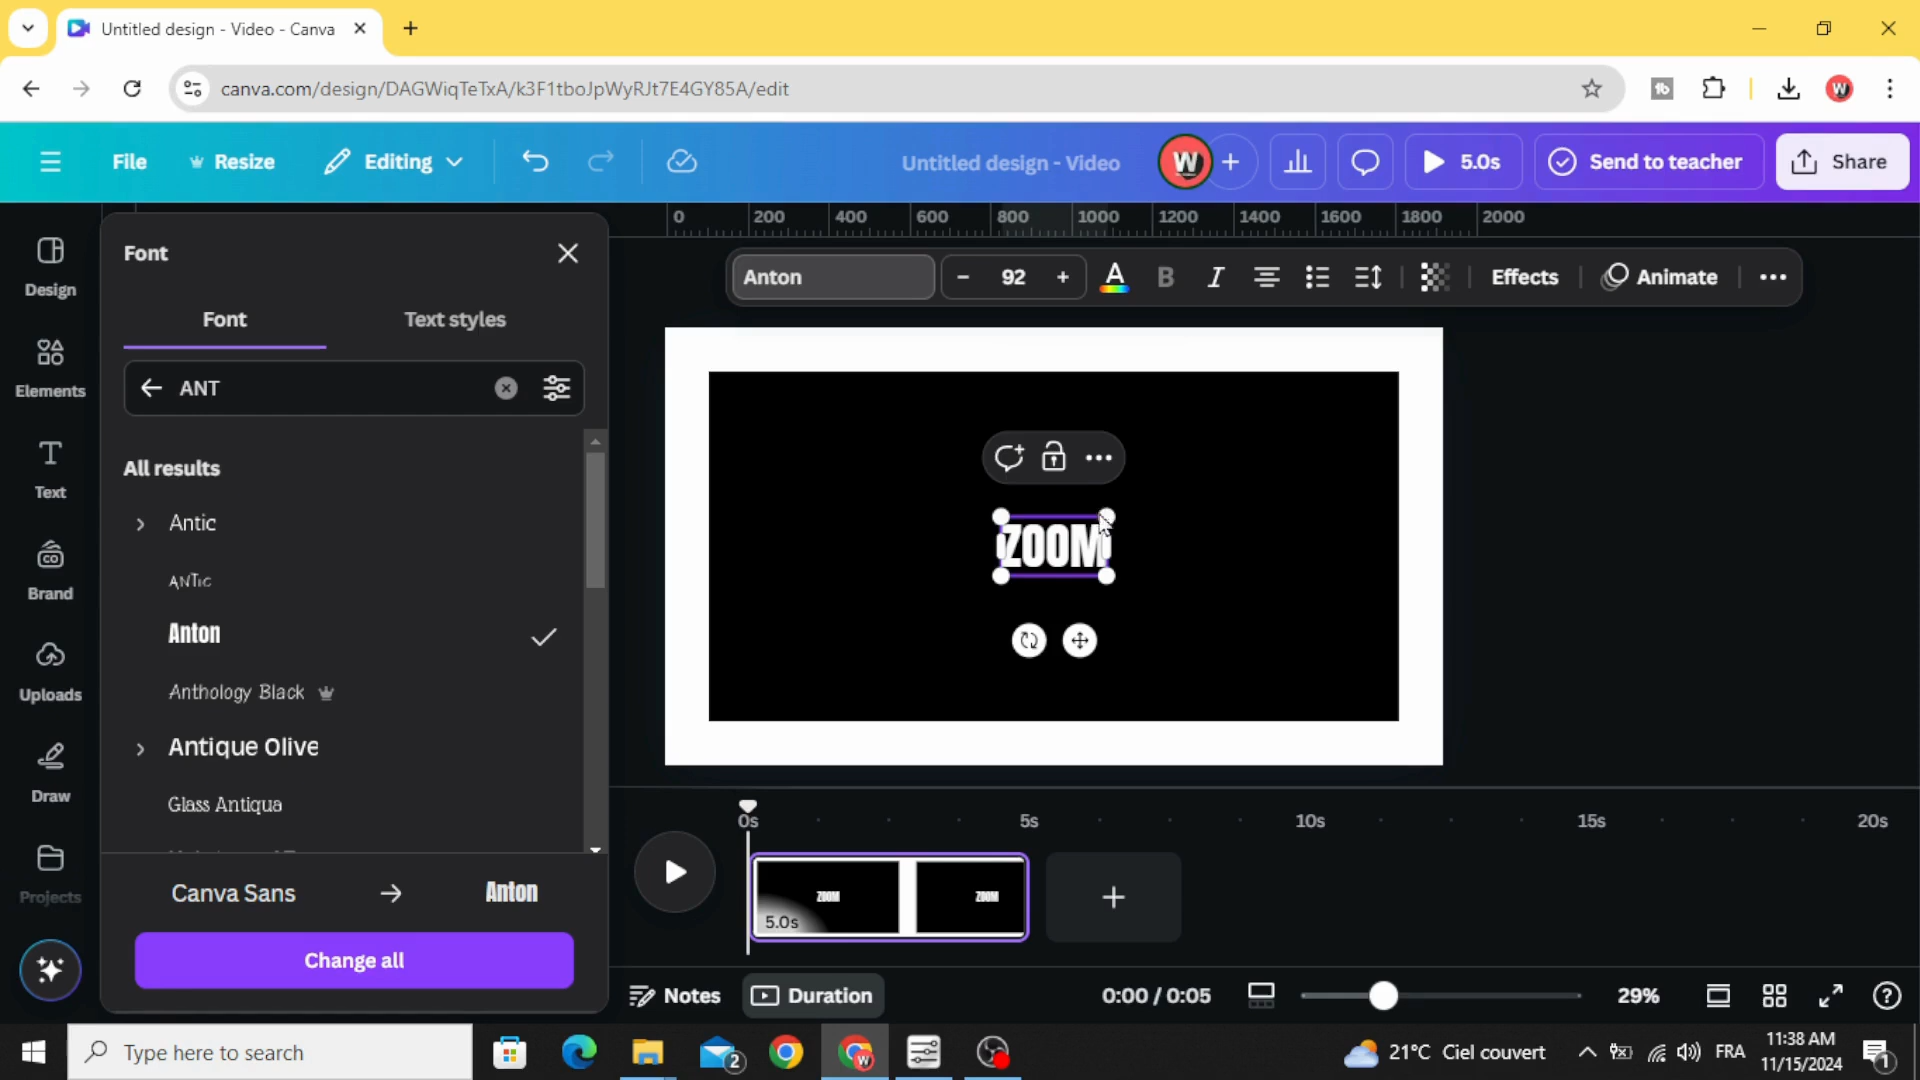 Untitled design - Video - Canva
canva.com/design/DAGWiqTeTxA/k3F1tboJpWyRJt7E4GY85A/edit
File
Resize
Editing
Untitled design - Video
W
5.0s
Send to teacher
Share
0 200 400 600 800 1000 1200 1400 1600 1800 2000
Design
Elements
Text
Brand
Uploads
Draw
Projects
Font
Font
Text styles
ANT
All results
Antic
ANTIC
Anton
Anthology Black
Antique Olive
Glass Antiqua
Canva Sans
Anton
Change all
Anton
92
Effects
Animate
ZOOM
0s 5s 10s 15s 20s
ZOOM
ZOOM
5.0s
Notes
Duration
0:00 / 0:05
29%
Type here to search
2
21°C Ciel couvert
FRA
11:38 AM
11/15/2024
1